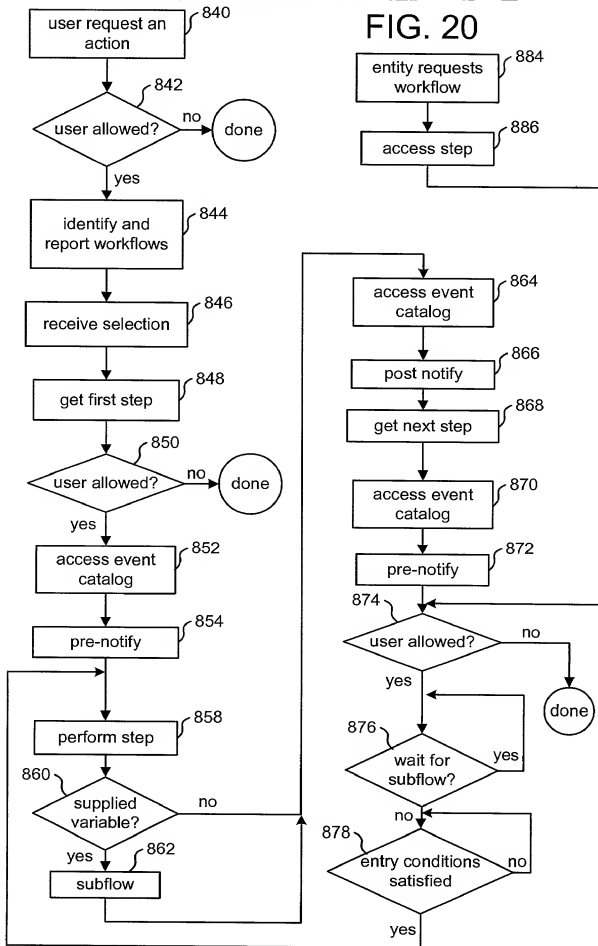 FIG. 20
user request an
action
840
842
user allowed?
no
done
yes
identify and
report workflows
844
receive selection
846
get first step
848
850
user allowed?
no
done
yes
access event
catalog
852
pre-notify
854
perform step
858
860
supplied
variable?
no
yes
862
subflow
entity requests
workflow
884
access step
886
access event
catalog
864
post notify
866
get next step
868
access event
catalog
870
pre-notify
872
874
user allowed?
no
done
yes
876
wait for
subflow?
yes
no
878
entry conditions
satisfied
no
yes